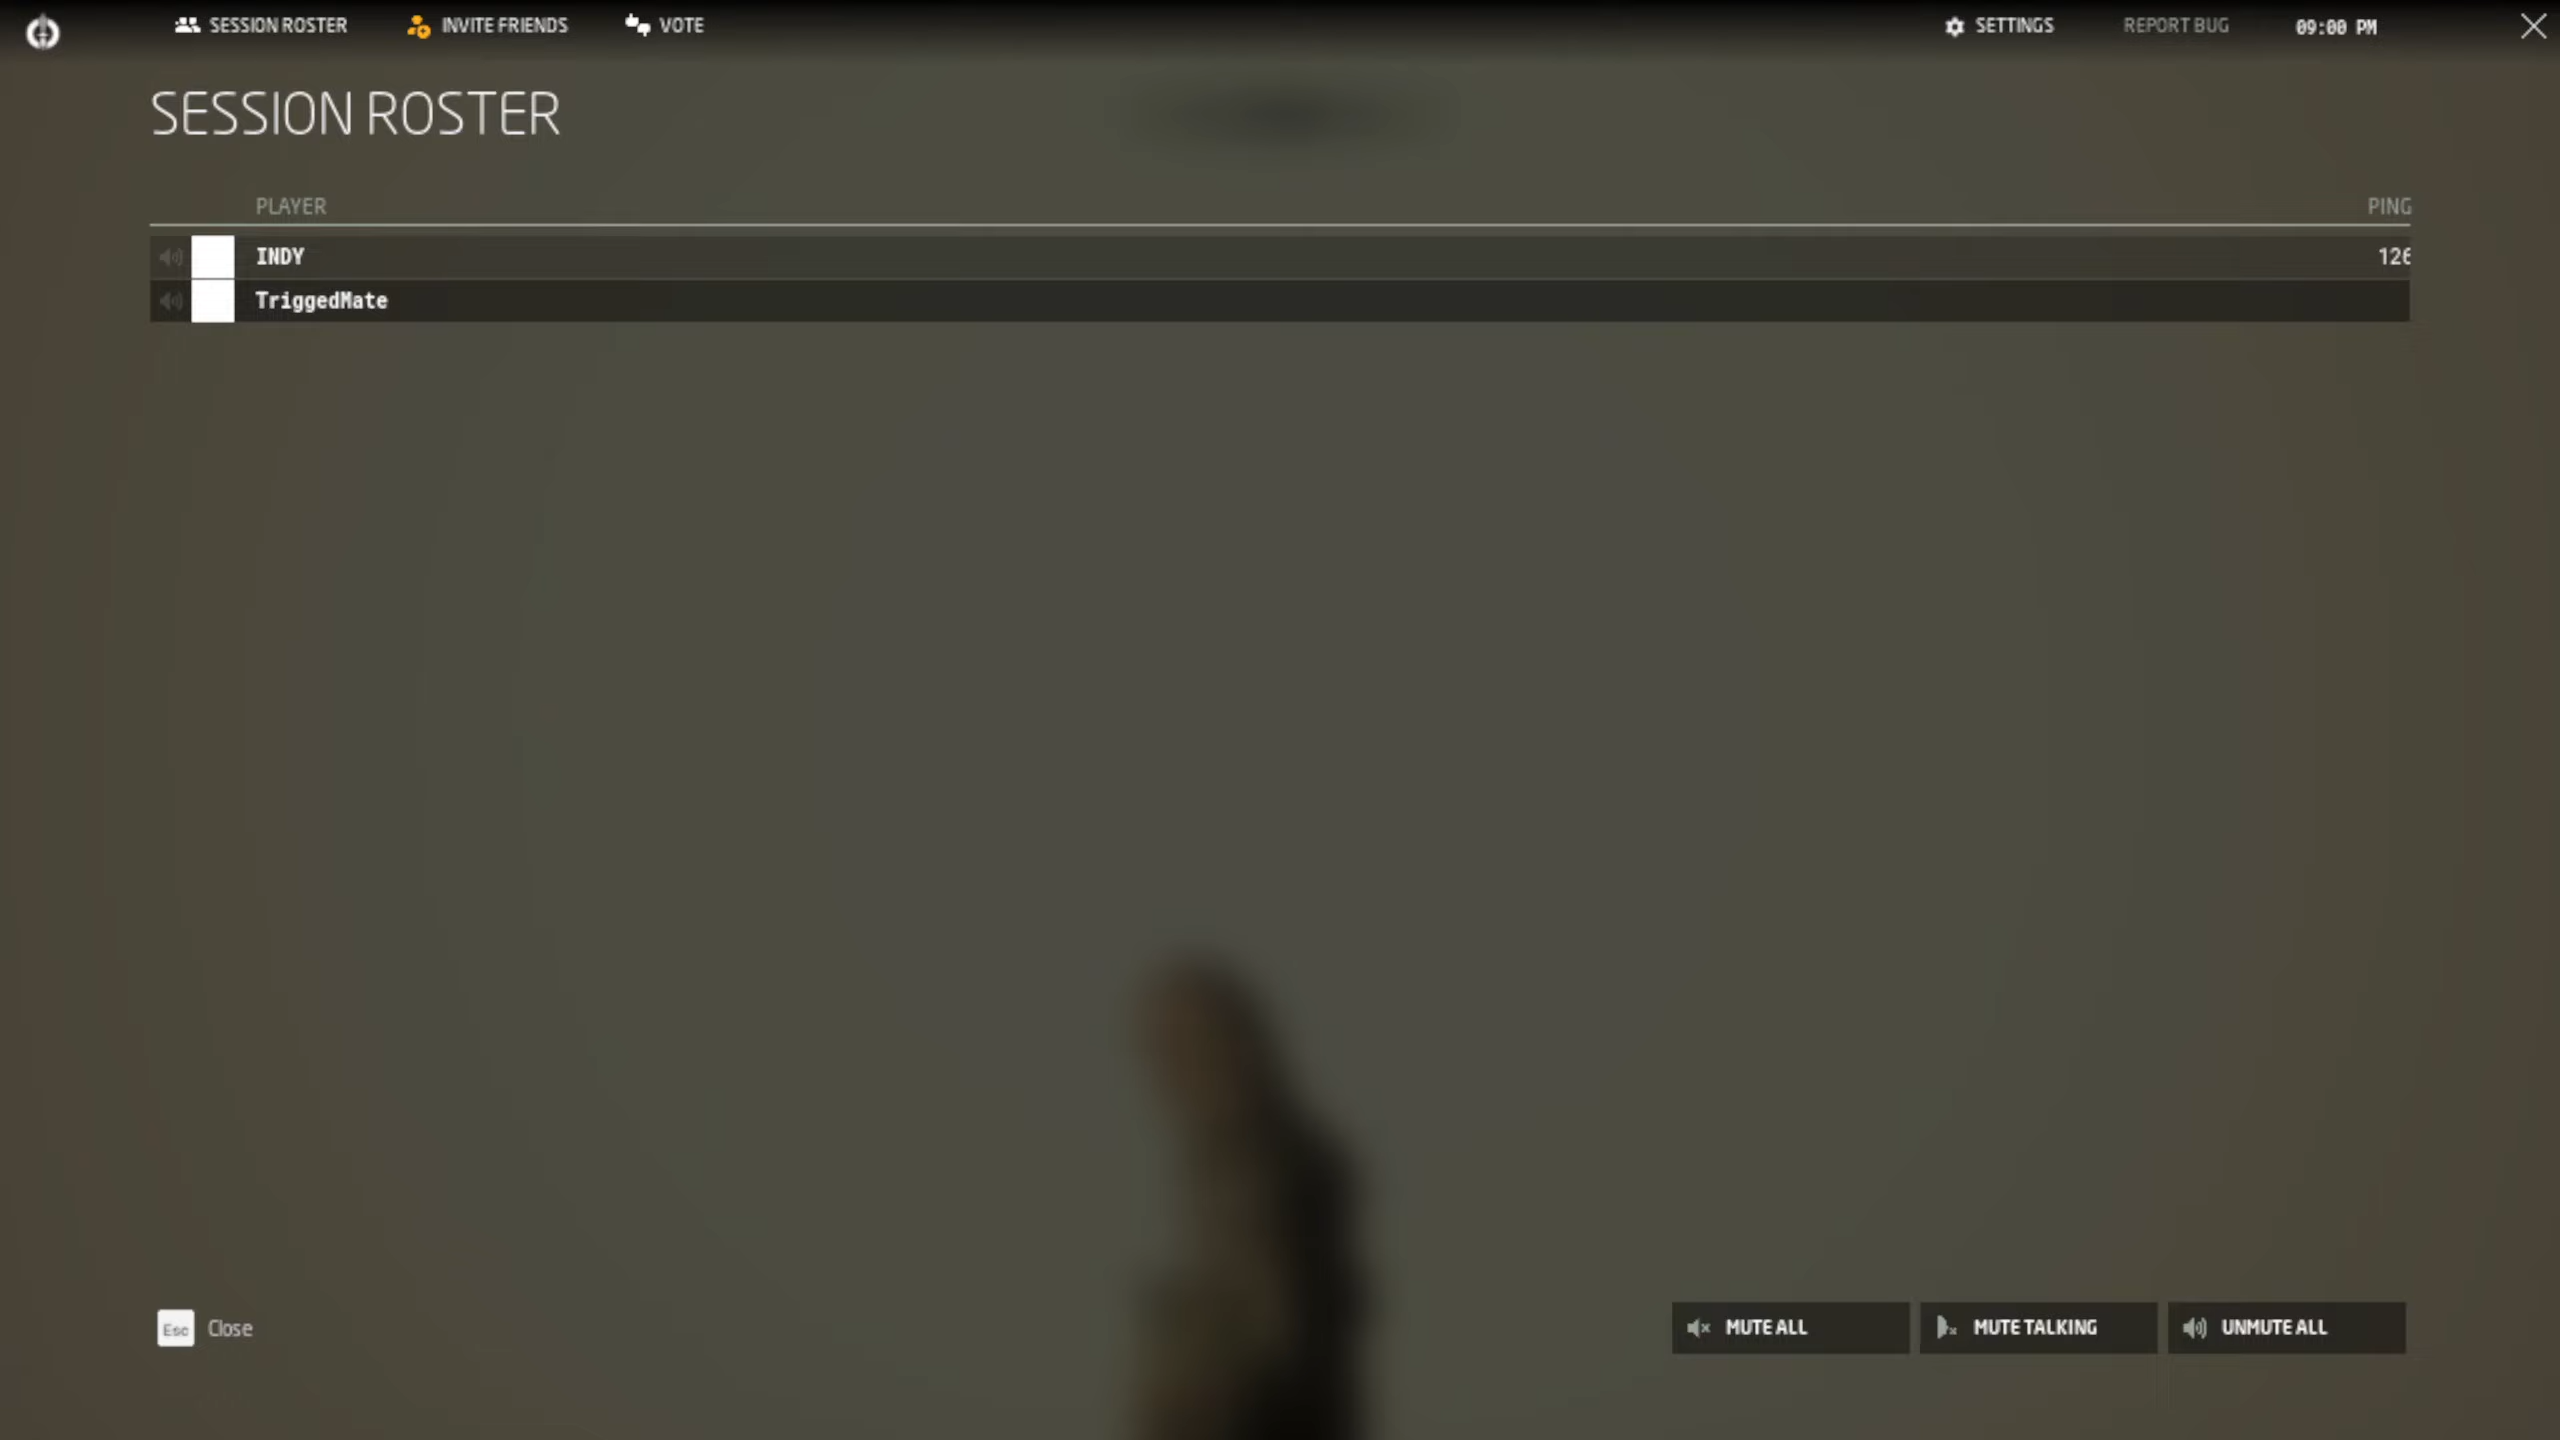 SESSION ROSTER INVITE FRIENDS VOTE SETTINGS REPORT BUG 09:00 PM
SESSION ROSTER
PLAYER PING
INDY 126
TriggedMate
Esc Close MUTE ALL MUTE TALKING UNMUTE ALL